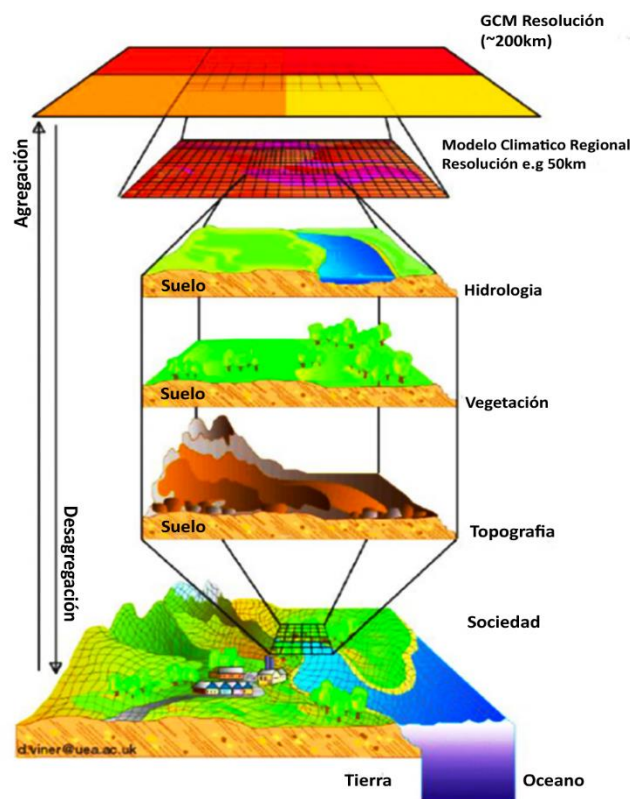 GCM Resolución
(~200km)
Modelo Climatico Regional
Resolución e.g 50km
Agregación
Desagregación
Suelo
Hidrologia
Suelo
Vegetación
Suelo
Topografia
Sociedad
d.viner@uea.ac.uk
Tierra
Oceano